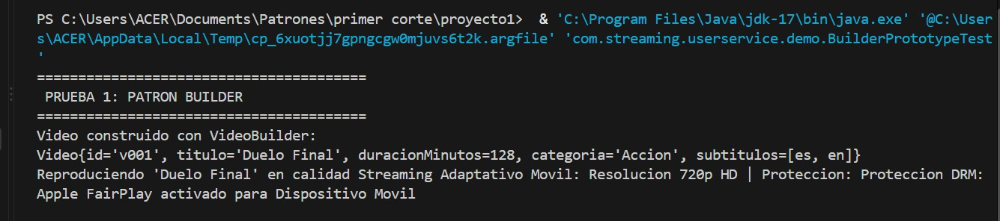 PS C:\Users\ACER\Documents\Patrones\primer corte\proyecto1>  & 'C:\Program Files\Java\jdk-17\bin\java.exe' '@C:\User
s\ACER\AppData\Local\Temp\cp_6xuotjj7gpngcgw0mjuvs6t2k.argfile' 'com.streaming.userservice.demo.BuilderPrototypeTest
'
========================================
 PRUEBA 1: PATRON BUILDER
========================================
Video construido con VideoBuilder:
Video{id='v001', titulo='Duelo Final', duracionMinutos=128, categoria='Accion', subtitulos=[es, en]}
Reproduciendo 'Duelo Final' en calidad Streaming Adaptativo Movil: Resolucion 720p HD | Proteccion: Proteccion DRM:
Apple FairPlay activado para Dispositivo Movil